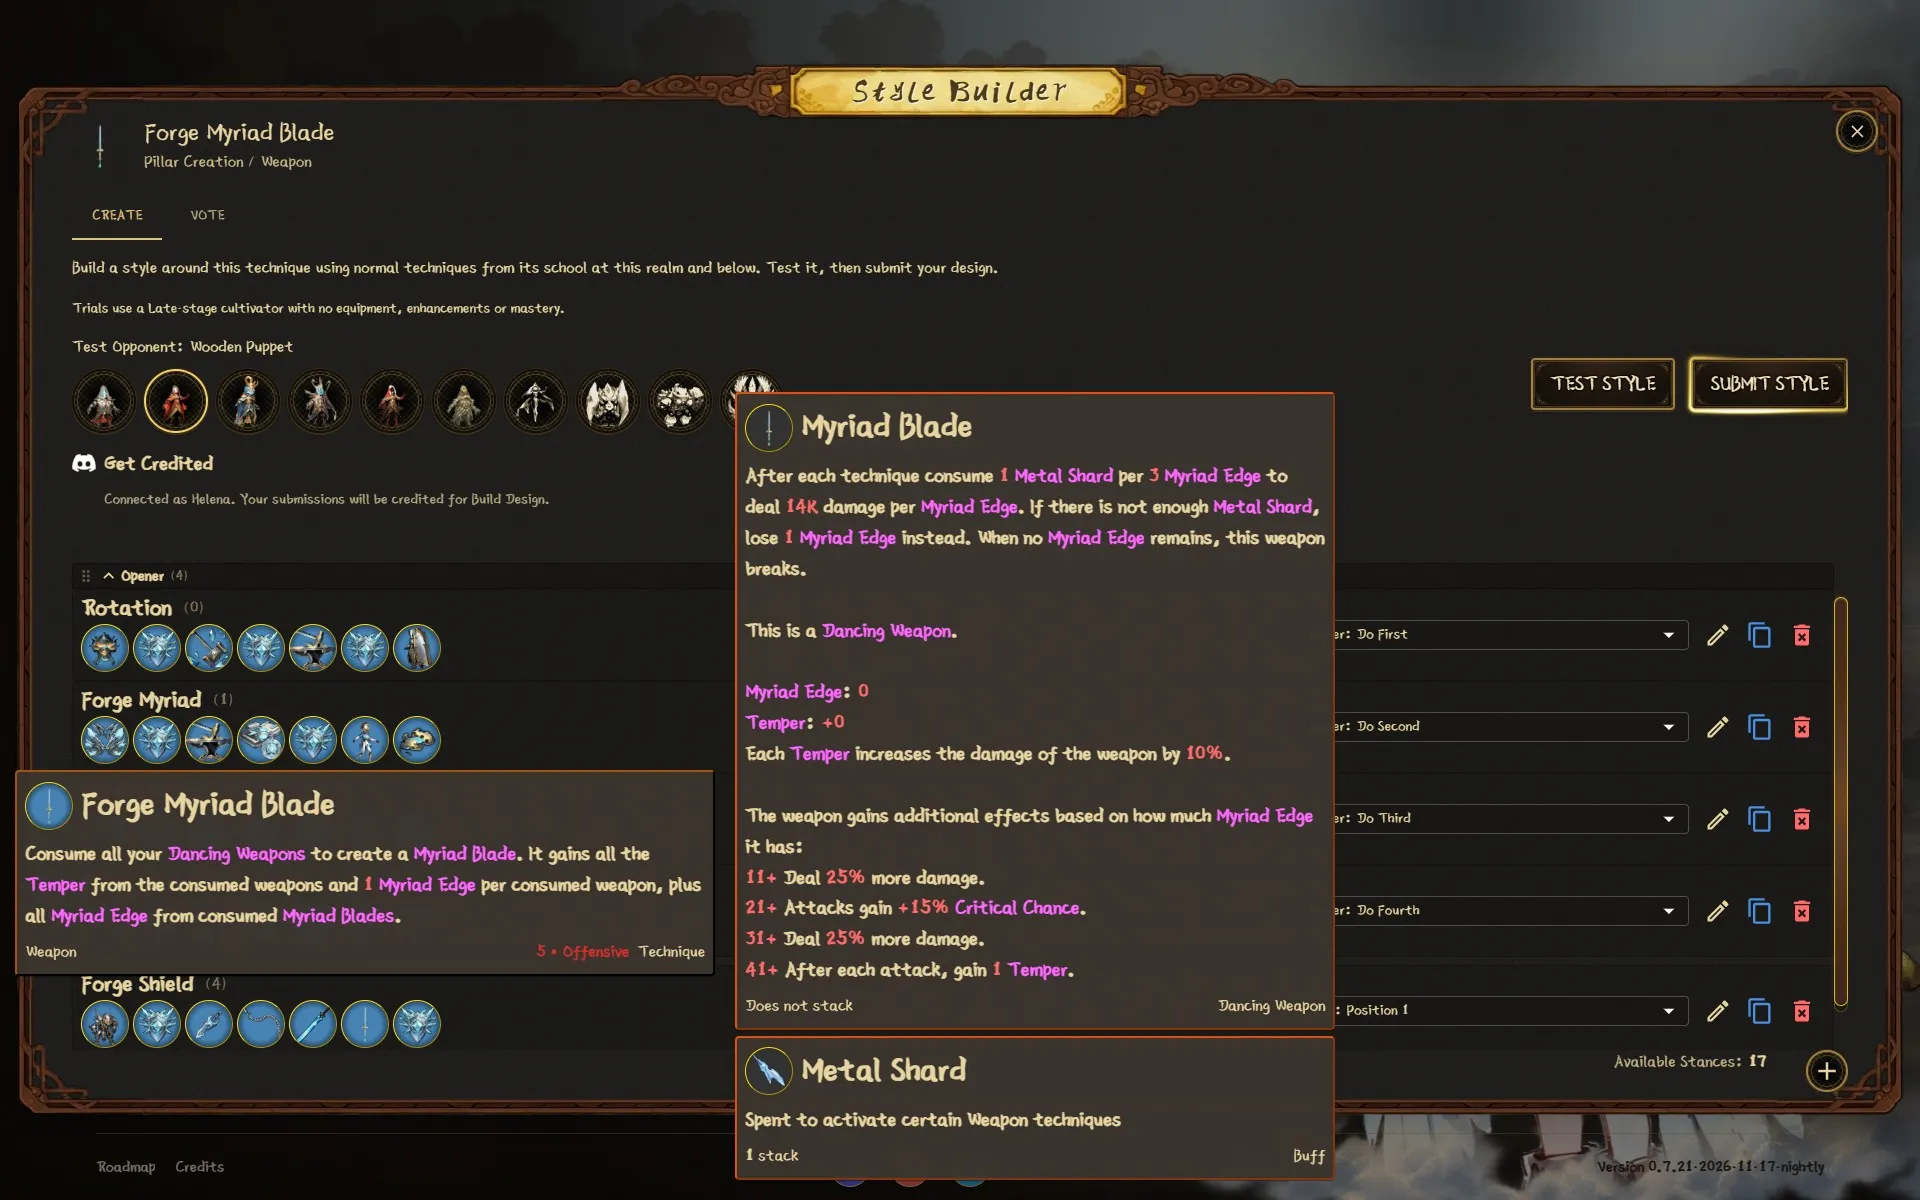 Style Builder
Forge Myriad Blade
Pillar Creation / Weapon
CREATE
VOTE
Build a style around this technique using normal techniques from its school at this realm and below. Test it, then submit your design.
Trials use a Late-stage cultivator with no equipment, enhancements or mastery.
Test Opponent: Wooden Puppet
TEST STYLE
SUBMIT STYLE
Get Credited
Connected as Helena. Your submissions will be credited for Build Design.
Opener (4)
Rotation (0)
er: Do First
Forge Myriad (1)
er: Do Second
er: Do Third
er: Do Fourth
Forge Shield (4)
: Position 1
Available Stances: 17
Forge Myriad Blade
Consume all your Dancing Weapons to create a Myriad Blade. It gains all the
Temper from the consumed weapons and 1 Myriad Edge per consumed weapon, plus
all Myriad Edge from consumed Myriad Blades.
Weapon
5 • Offensive Technique
Myriad Blade
After each technique consume 1 Metal Shard per 3 Myriad Edge to
deal 14K damage per Myriad Edge. If there is not enough Metal Shard,
lose 1 Myriad Edge instead. When no Myriad Edge remains, this weapon
breaks.
This is a Dancing Weapon.
Myriad Edge: 0
Temper: +0
Each Temper increases the damage of the weapon by 10%.
The weapon gains additional effects based on how much Myriad Edge
it has:
11+ Deal 25% more damage.
21+ Attacks gain +15% Critical Chance.
31+ Deal 25% more damage.
41+ After each attack, gain 1 Temper.
Does not stack
Dancing Weapon
Metal Shard
Spent to activate certain Weapon techniques
1 stack
Buff
Roadmap
Credits
Version 0.7.21-2026-11-17-nightly